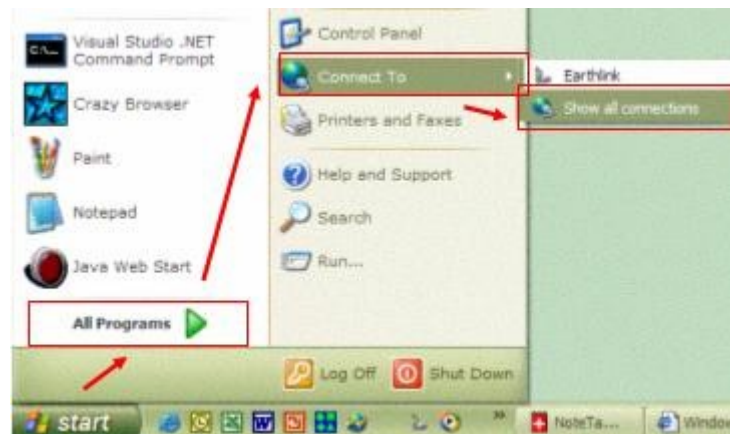 Visual Studio .NET
Command Prompt
Crazy Browser
Paint
Notepad
Java Web Start
All Programs
Control Panel
Connect To
Printers and Faxes
Help and Support
Search
Run...
Earthlink
Show all connections
Log Off
Shut Down
start
NoteTa...
Window